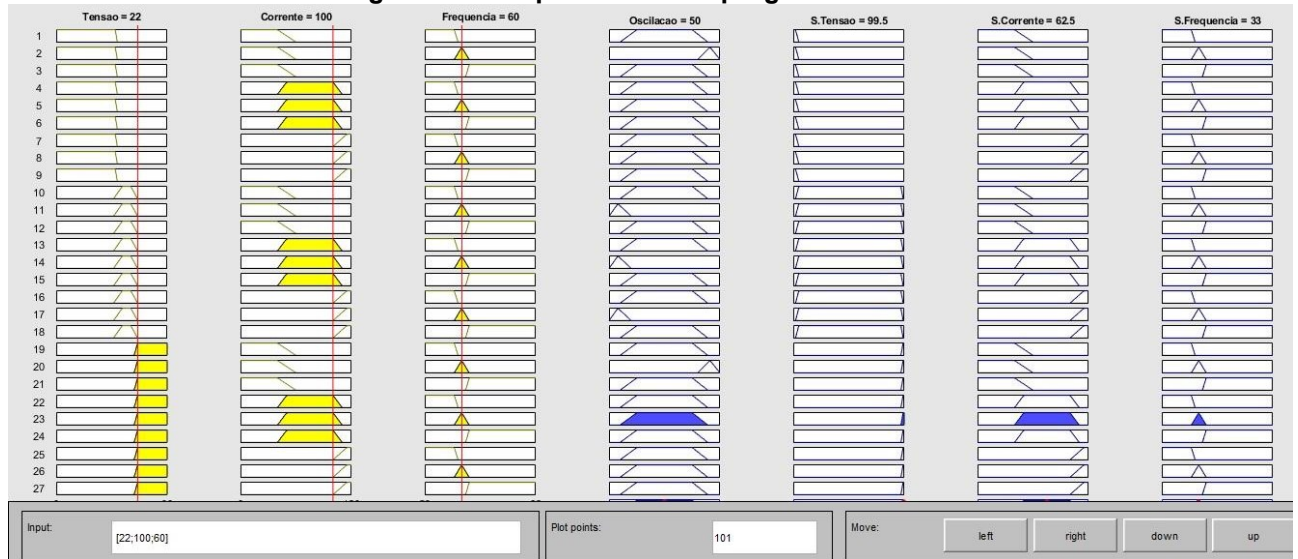 Tensao = 22
Corrente = 100
Frequencia = 60
Oscilacao = 50
S.Tensao = 99.5
S.Corrente = 62.5
S.Frequencia = 33
1
2
3
4
5
6
7
8
9
10
11
12
13
14
15
16
17
18
19
20
21
22
23
24
25
26
27
Input:
[22;100;60]
Plot points:
101
Move:
left
right
down
up